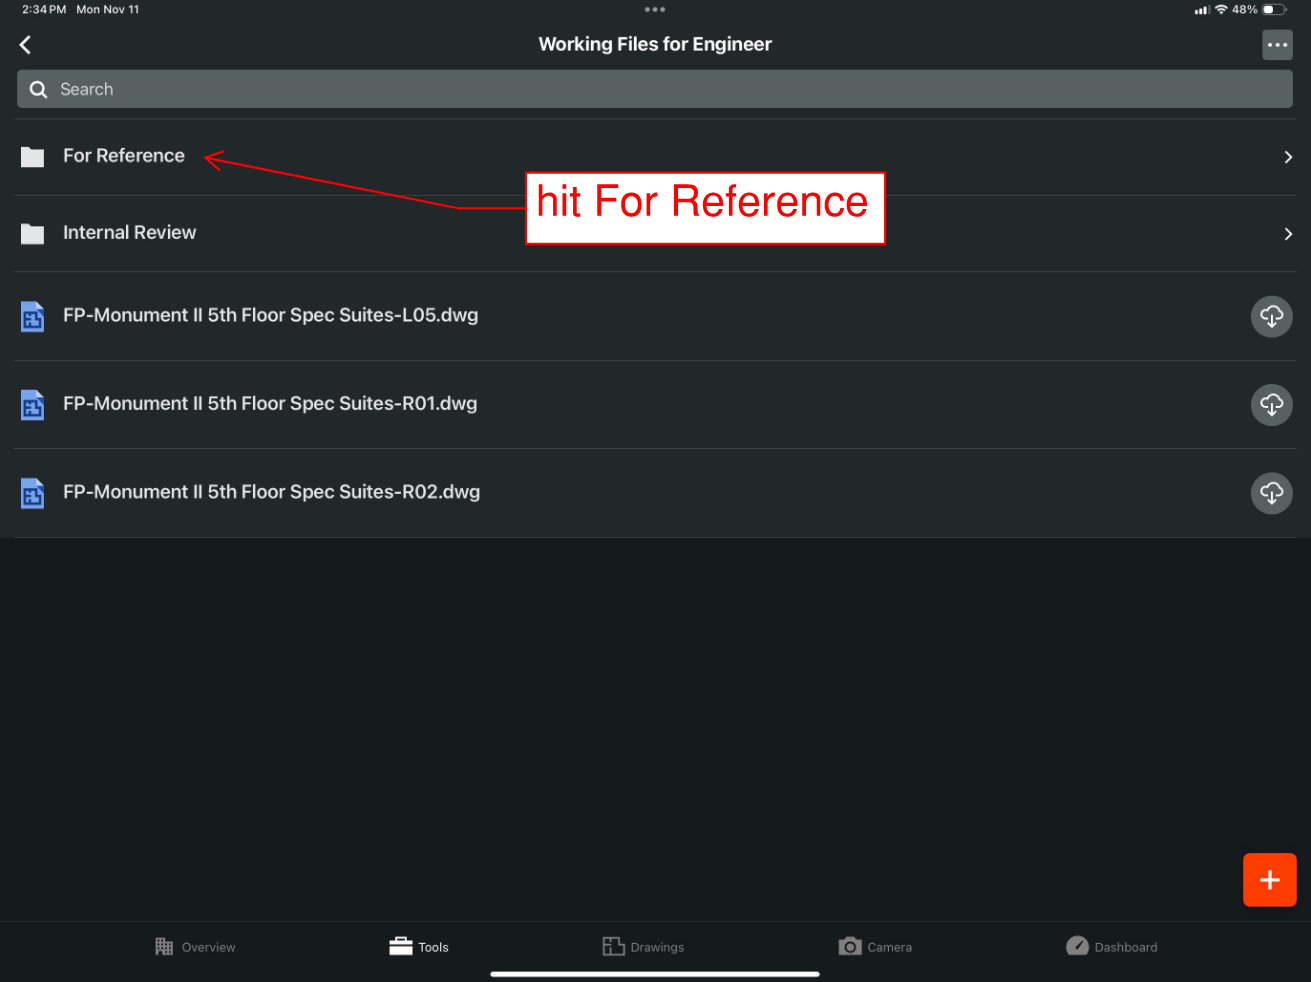 2:34 PM Mon Nov 11
48%
Working Files for Engineer
Search
For Reference
hit For Reference
Internal Review
FP-Monument II 5th Floor Spec Suites-L05.dwg
FP-Monument II 5th Floor Spec Suites-R01.dwg
FP-Monument II 5th Floor Spec Suites-R02.dwg
Overview
Tools
Drawings
Camera
Dashboard